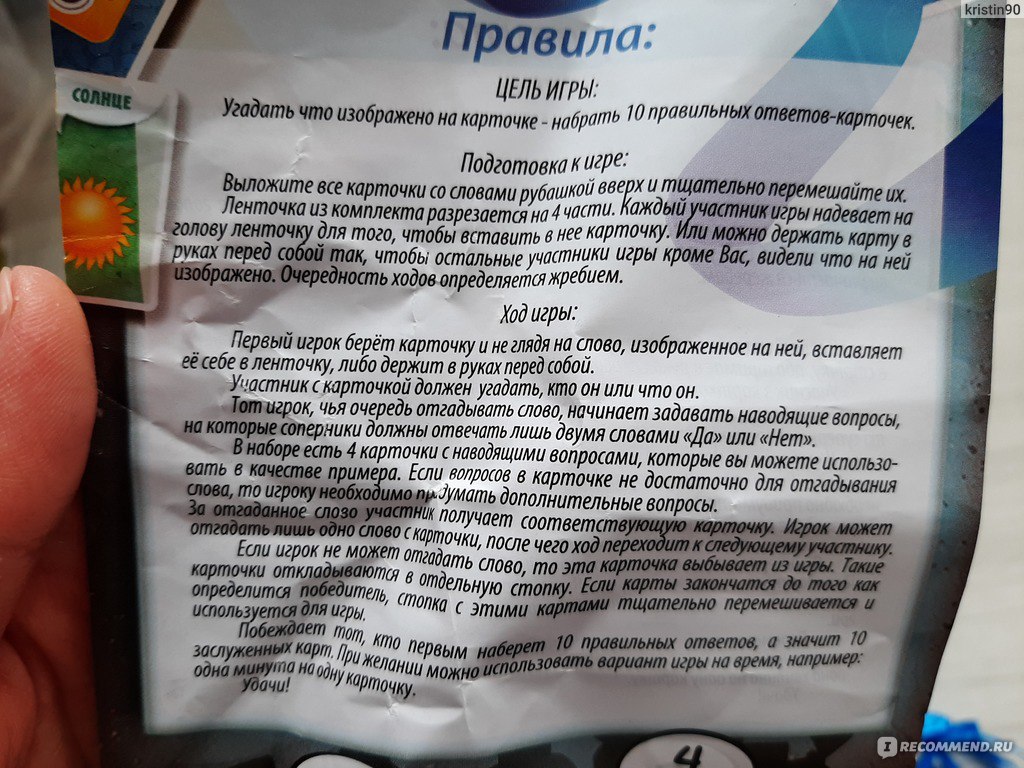 kristin90
Правила:
СОЛНЦЕ
ЦЕЛЬ ИГРЫ:
Угадать что изображено на карточке - набрать 10 правильных ответов-карточек.
Подготовка к игре:
Выложите все карточки со словами рубашкой вверх и тщательно перемешайте их.
Ленточка из комплекта разрезается на 4 части. Каждый участник игры надевает на
голову ленточку для того, чтобы вставить в нее карточку. Или можно держать карту в
руках перед собой так, чтобы остальные участники игры кроме Вас, видели что на ней
изображено. Очередность ходов определяется жребием.
Ход игры:
Первый игрок берёт карточку и не глядя на слово, изображенное на ней, вставляет
её себе в ленточку, либо держит в руках перед собой.
Участник с карточкой должен угадать, кто он или что он.
Тот игрок, чья очередь отгадывать слово, начинает задавать наводящие вопросы,
на которые соперники должны отвечать лишь двумя словами «Да» или «Нет».
В наборе есть 4 карточки с наводящими вопросами, которые вы можете использо-
вать в качестве примера. Если вопросов в карточке не достаточно для отгадывания
слова, то игроку необходимо придумать дополнительные вопросы.
За отгаданное слово участник получает соответствующую карточку. Игрок может
отгадать лишь одно слово с карточки, после чего ход переходит к следующему участнику.
Если игрок не может отгадать слово, то эта карточка выбывает из игры. Такие
карточки откладываются в отдельную стопку. Если карты закончатся до того как
определится победитель, стопка с этими картами тщательно перемешивается и
используется для игры.
Побеждает тот, кто первым наберет 10 правильных ответов, а значит 10
заслуженных карт. При желании можно использовать вариант игры на время, например:
одна минута на одну карточку.
Удачи!
4
IRECOMMEND.RU